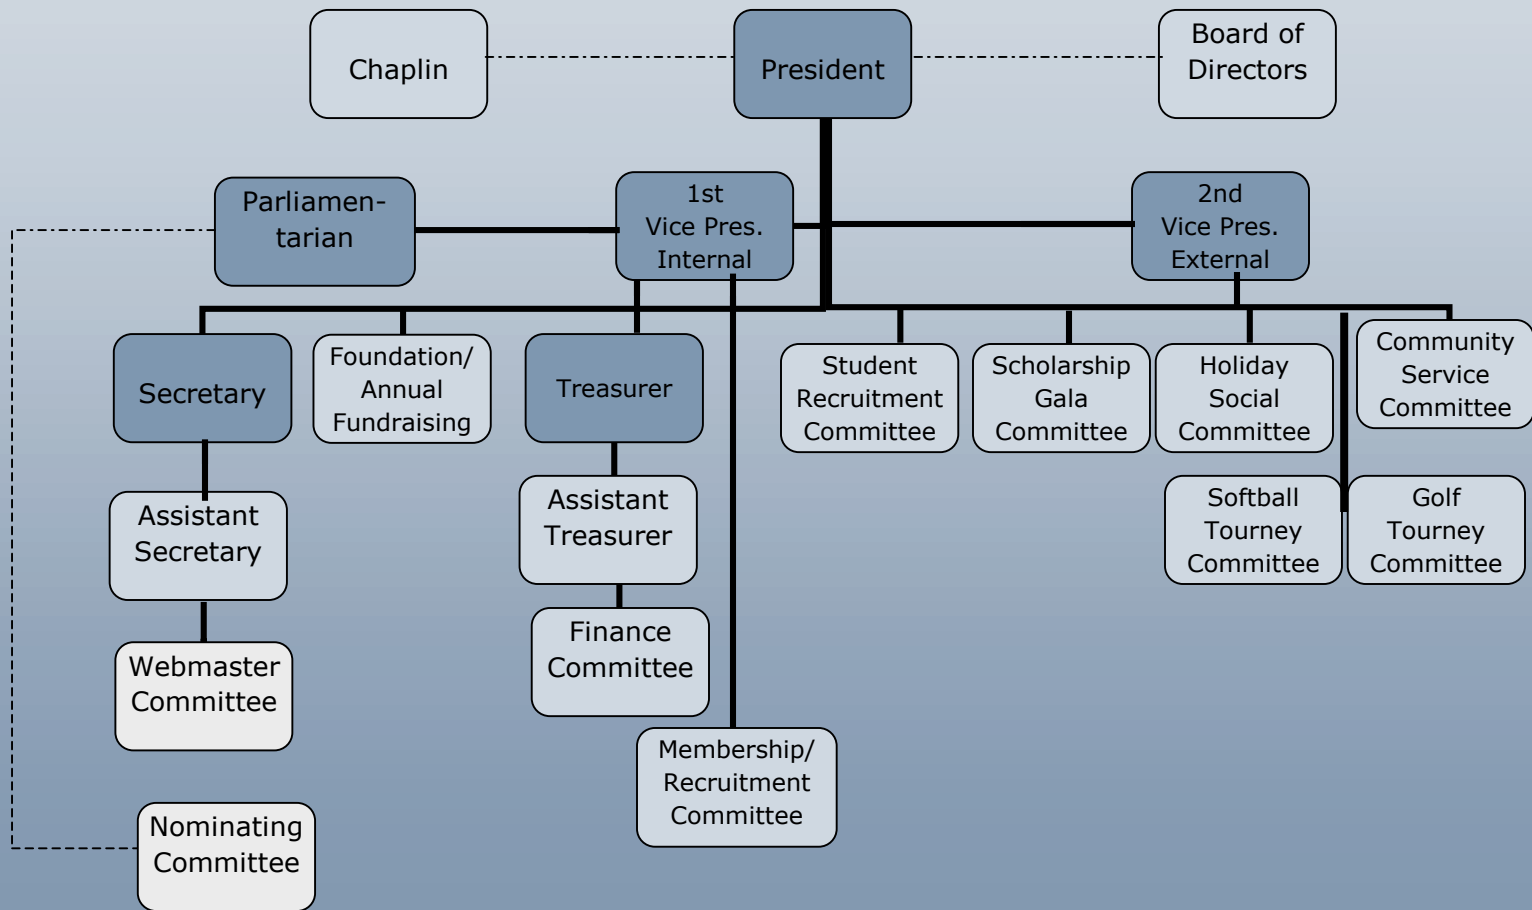 Chaplin
President
Board of
Directors
Parliamen-
tarian
1st
Vice Pres.
Internal
2nd
Vice Pres.
External
Secretary
Foundation/
Annual
Fundraising
Treasurer
Student
Recruitment
Committee
Scholarship
Gala
Committee
Holiday
Social
Committee
Community
Service
Committee
Assistant
Secretary
Assistant
Treasurer
Softball
Tourney
Committee
Golf
Tourney
Committee
Webmaster
Committee
Finance
Committee
Membership/
Recruitment
Committee
Nominating
Committee